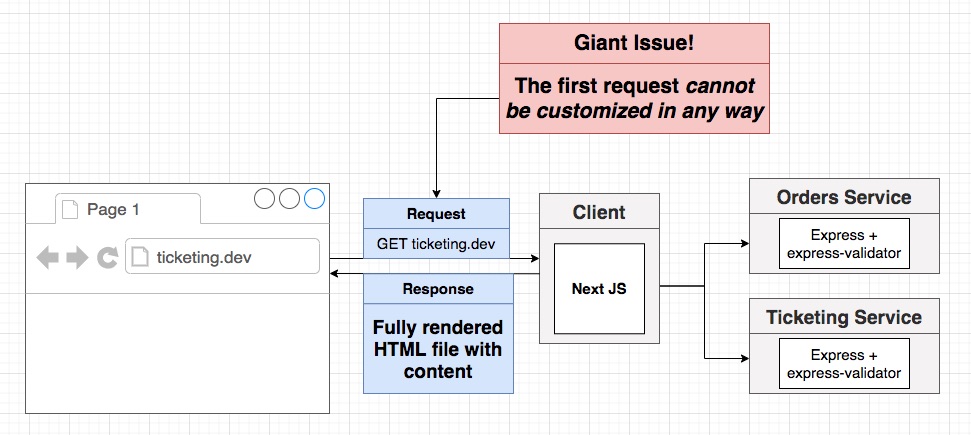 Giant Issue!
The first request cannot
be customized in any way
Page 1
ticketing.dev
Request
GET ticketing.dev
Response
Fully rendered
HTML file with
content
Client
Next JS
Orders Service
Express +
express-validator
Ticketing Service
Express +
express-validator